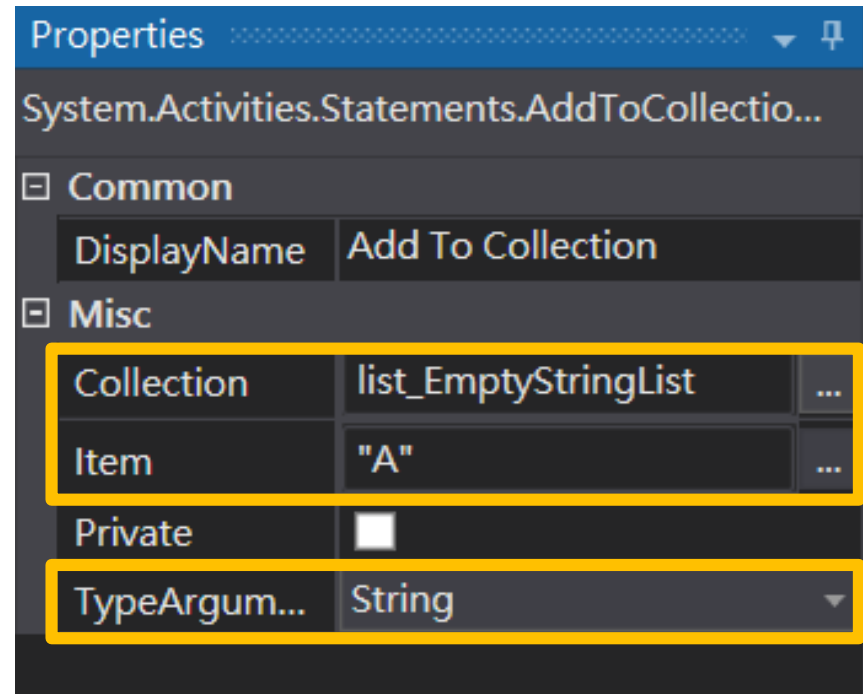 Properties
System.Activities.Statements.AddToCollectio...
Common
DisplayName Add To Collection
Misc
Collection list_EmptyStringList ...
Item "A" ...
Private
TypeArgum... String